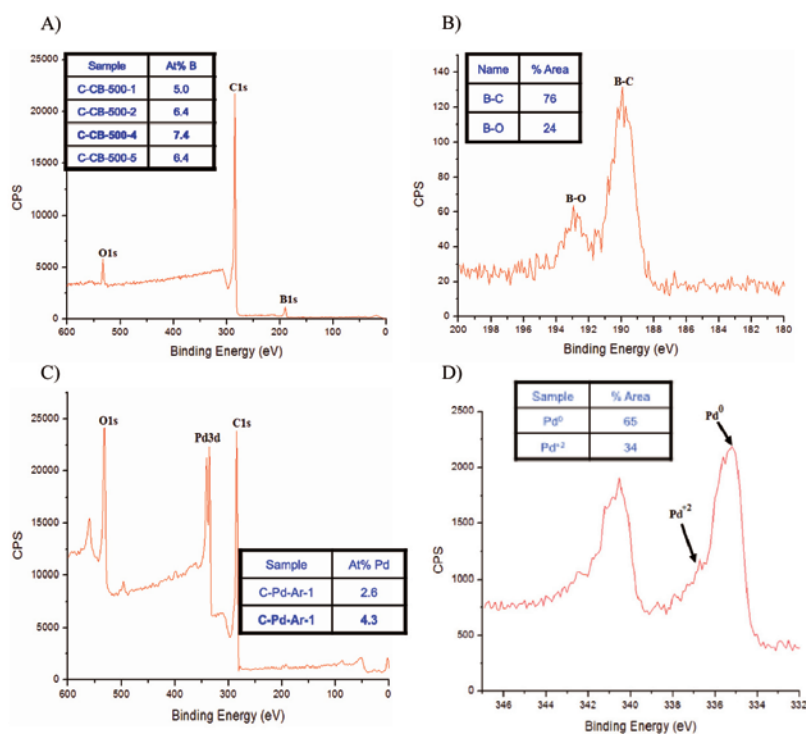 A)
Sample At% B
C-CB-500-1 5.0
C-CB-500-2 6.4
C-CB-500-4 7.4
C-CB-500-5 6.4
C1s
O1s
B1s
CPS
25000
20000
15000
10000
5000
0
600 500 400 300 200 100 0
Binding Energy (eV)
B)
Name % Area
B-C 76
B-O 24
B-C
B-O
CPS
140
120
100
80
60
40
20
0
200 198 196 194 192 190 188 186 184 182 180
Binding Energy (eV)
C)
O1s
Pd3d
C1s
Sample At% Pd
C-Pd-Ar-1 2.6
C-Pd-Ar-1 4.3
CPS
25000
20000
15000
10000
5000
0
600 500 400 300 200 100 0
Binding Energy (eV)
D)
Sample % Area
Pd⁰ 65
Pd⁺² 34
Pd⁰
Pd⁺²
CPS
2500
2000
1500
1000
500
0
346 344 342 340 338 336 334 332
Binding Energy (eV)